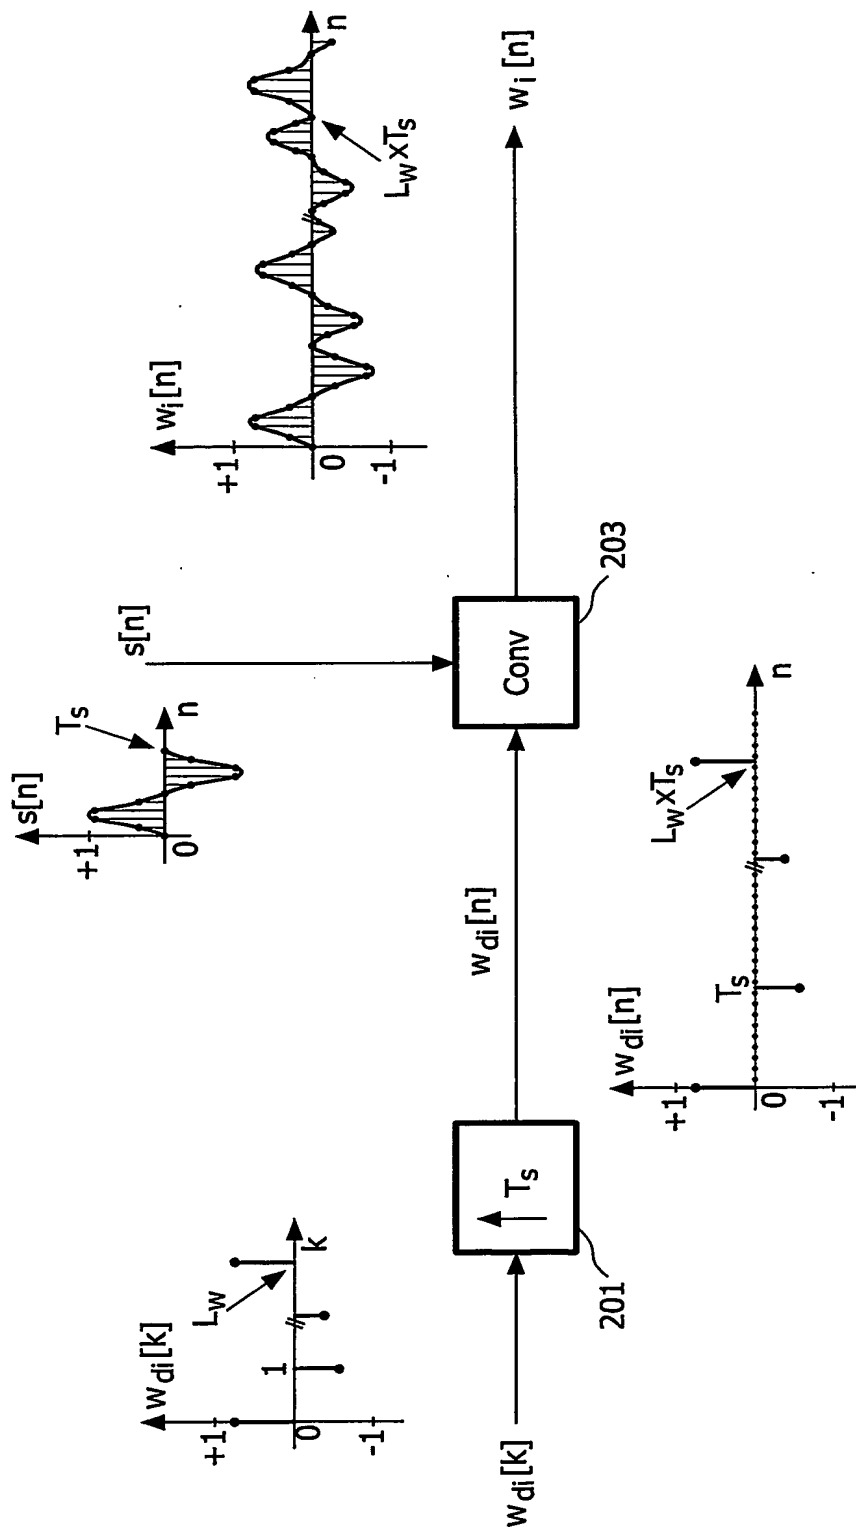 w_di[k]
+1
0
-1
1
L_w
k
w_di[k]
T_s
201
w_di[n]
+1
0
-1
T_s
L_w x T_s
n
w_di[n]
s[n]
+1
0
T_s
n
s[n]
Conv
203
w_i[n]
+1
0
-1
L_w x T_s
n
w_i[n]